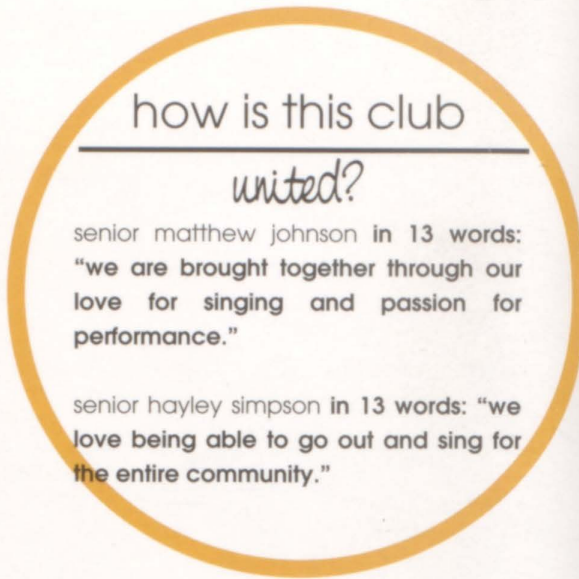 how is this club
united?
senior matthew johnson in 13 words:
“we are brought together through our
love for singing and passion for
performance.”
senior hayley simpson in 13 words: “we
love being able to go out and sing for
the entire community.”